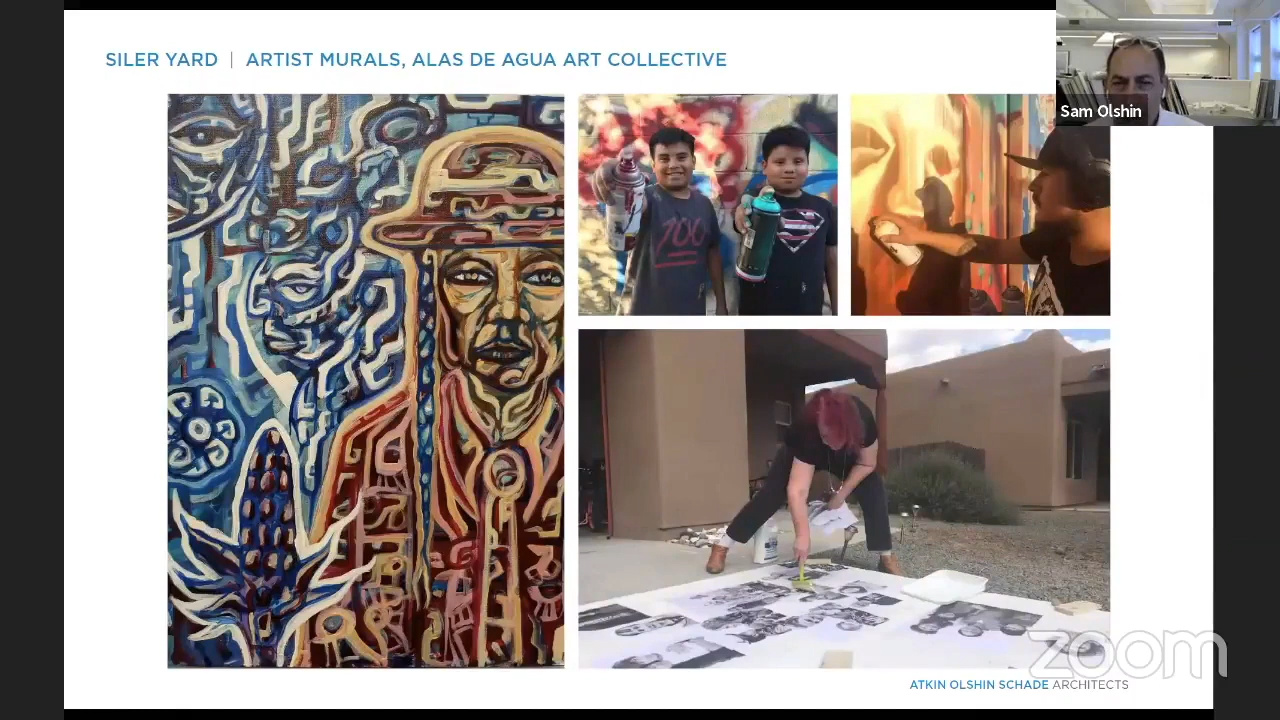 SILER YARD | ARTIST MURALS, ALAS DE AGUA ART COLLECTIVE
Sam Olshin
100
S
zoom
ATKIN OLSHIN SCHADE ARCHITECTS